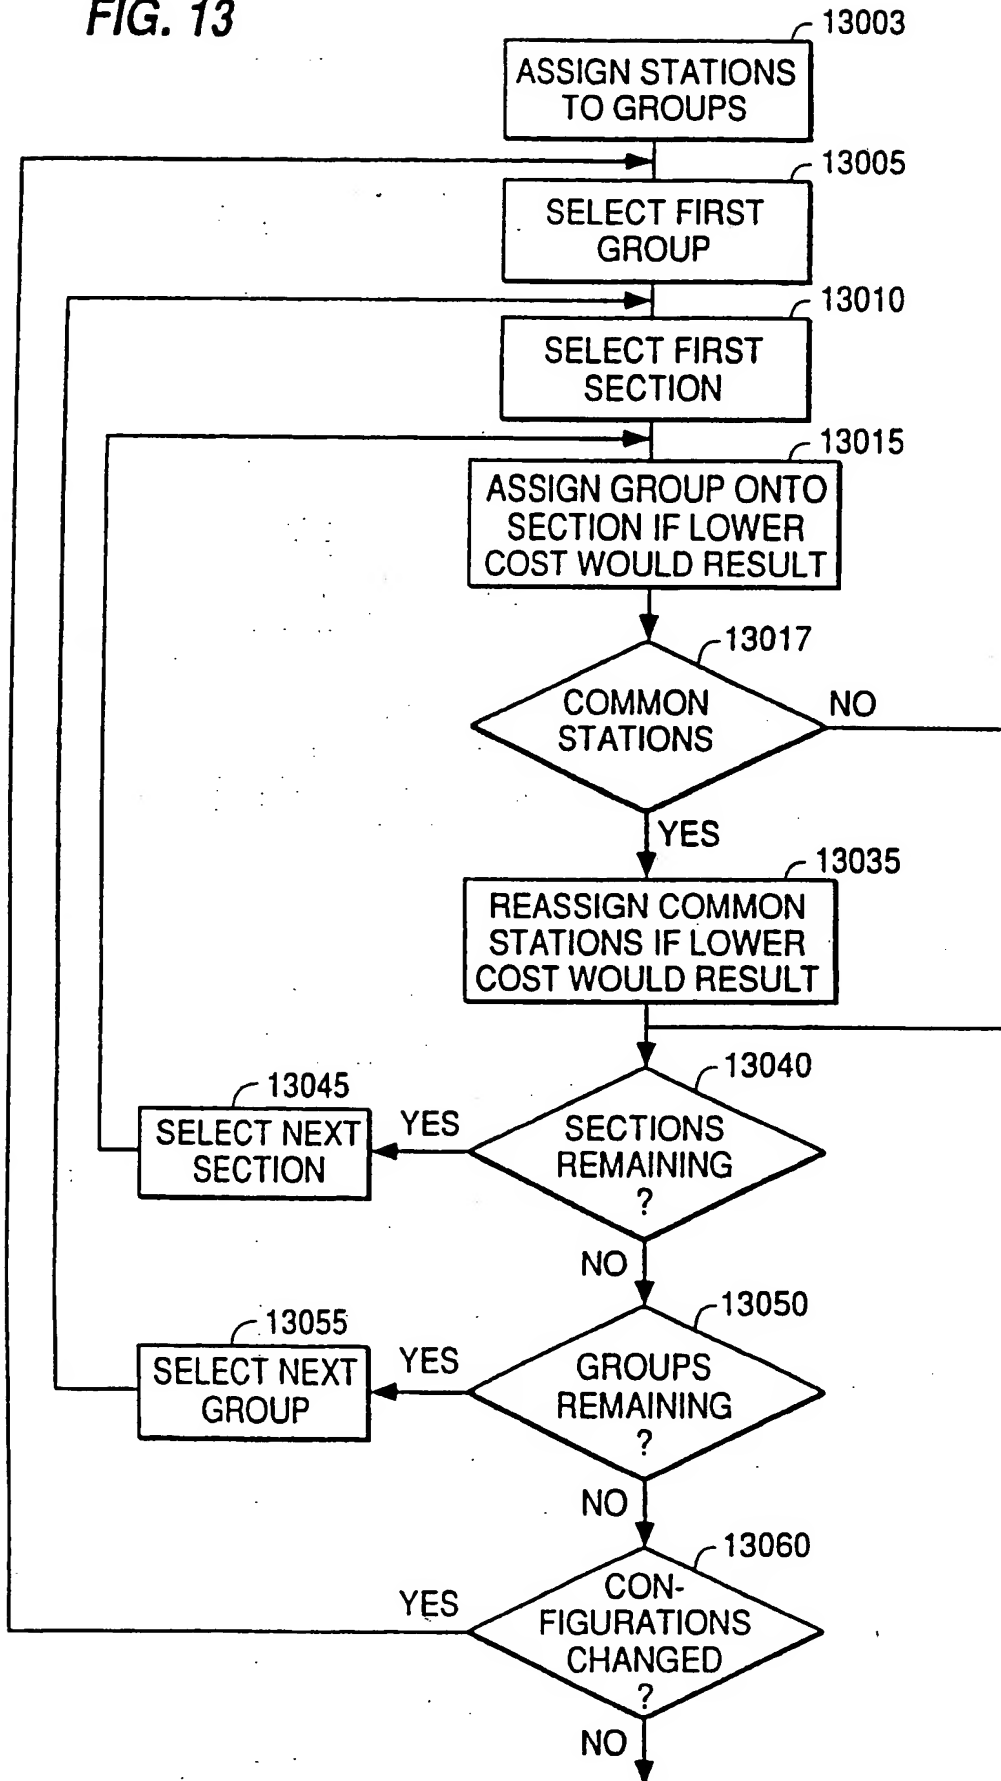 FIG. 13
13003
ASSIGN STATIONS
TO GROUPS
13005
SELECT FIRST
GROUP
13010
SELECT FIRST
SECTION
13015
ASSIGN GROUP ONTO
SECTION IF LOWER
COST WOULD RESULT
13017
COMMON
STATIONS
NO
YES
13035
REASSIGN COMMON
STATIONS IF LOWER
COST WOULD RESULT
13040
SECTIONS
REMAINING
?
YES
13045
SELECT NEXT
SECTION
NO
13050
GROUPS
REMAINING
?
YES
13055
SELECT NEXT
GROUP
NO
13060
CON-
FIGURATIONS
CHANGED
?
YES
NO